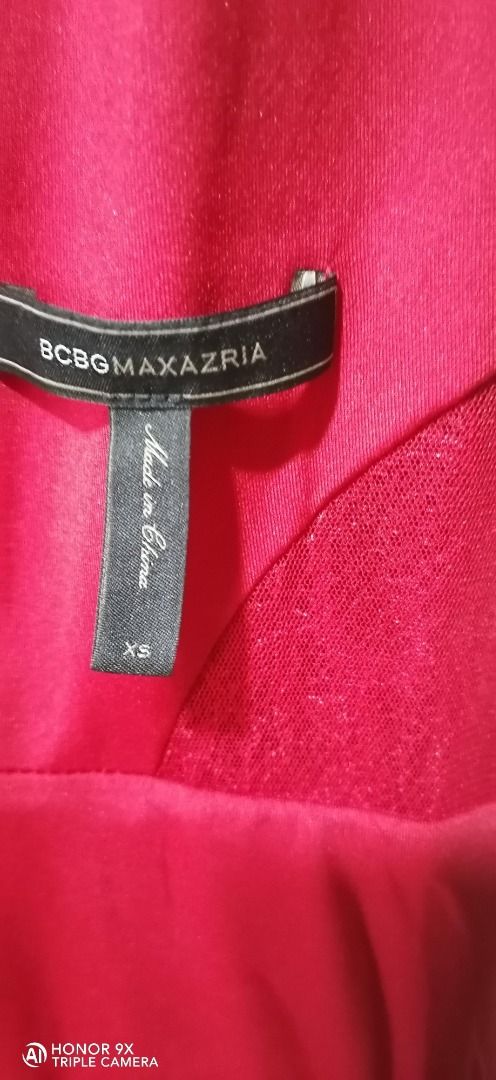 BCBGMAXAZRIA
Made in China
XS
HONOR 9X
TRIPLE CAMERA